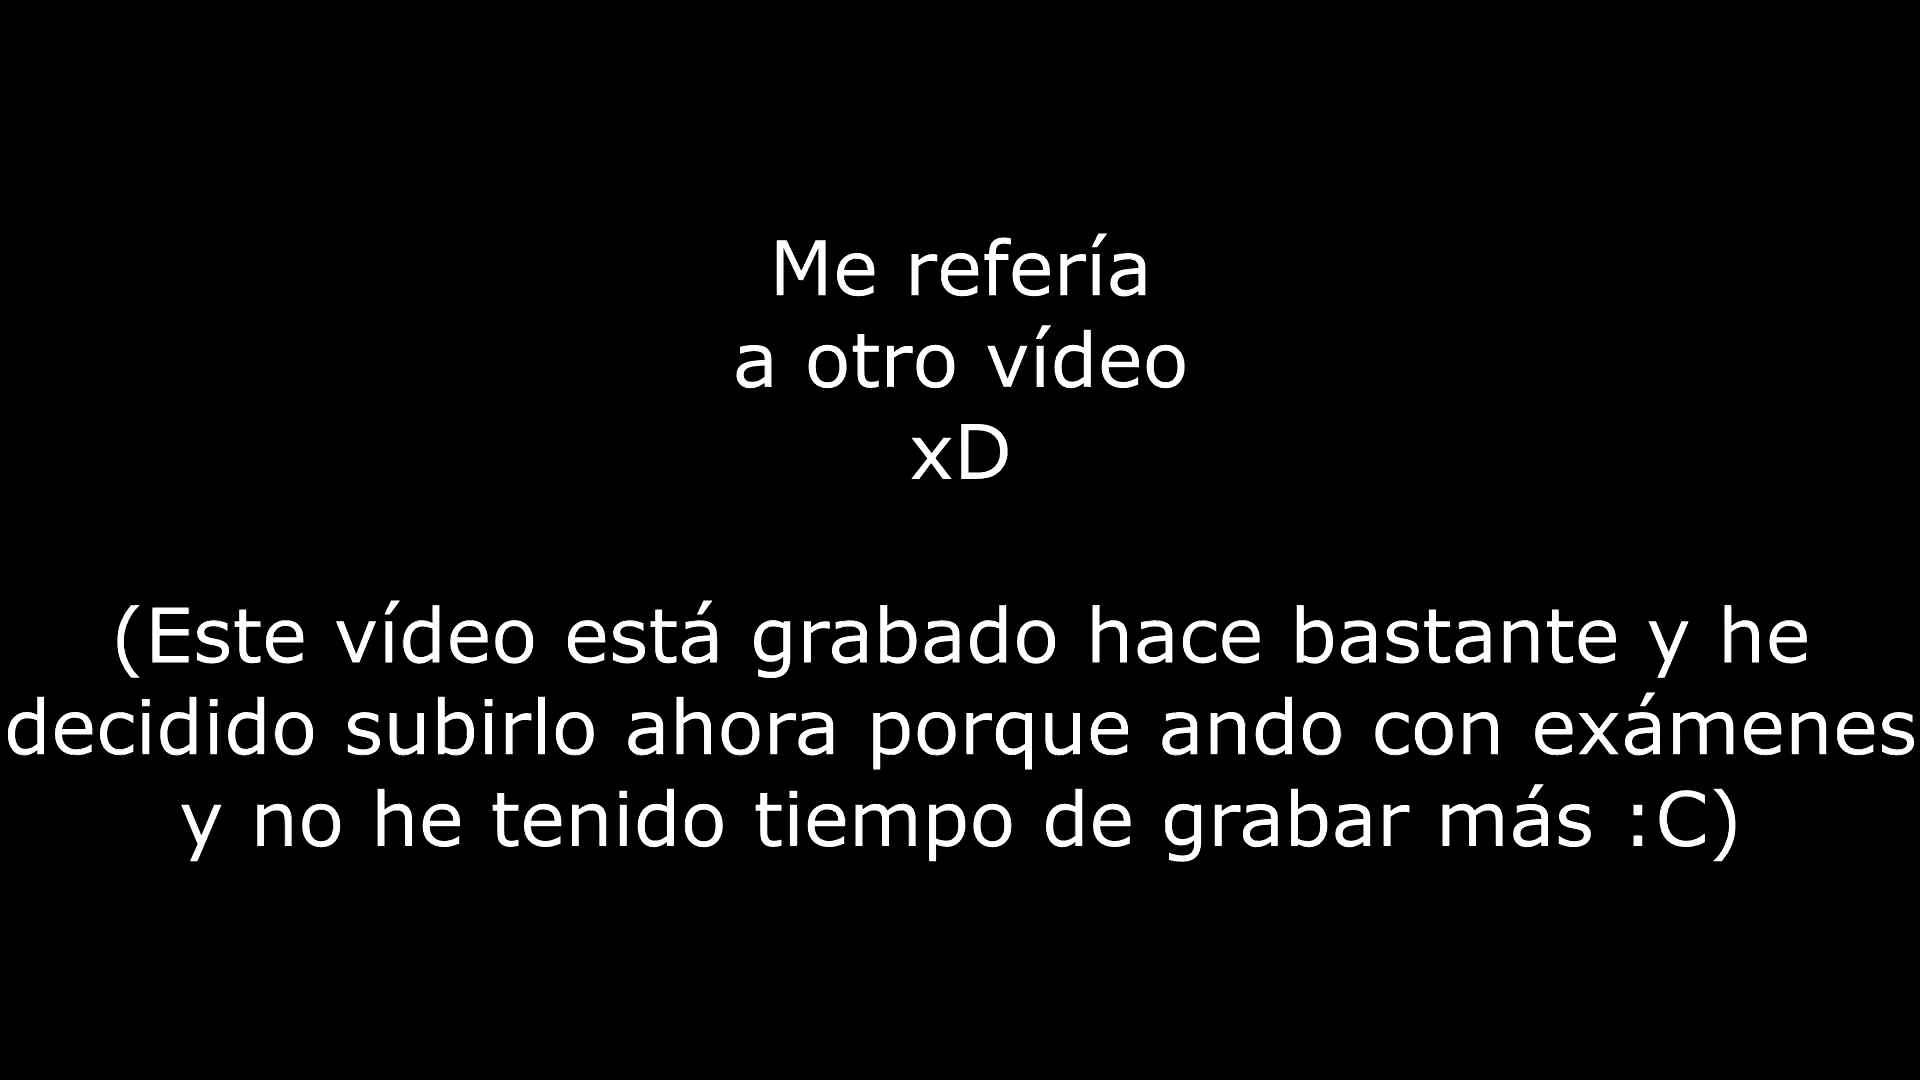 Me refería
a otro vídeo
xD
(Este vídeo está grabado hace bastante y he
decidido subirlo ahora porque ando con exámenes
y no he tenido tiempo de grabar más :C)